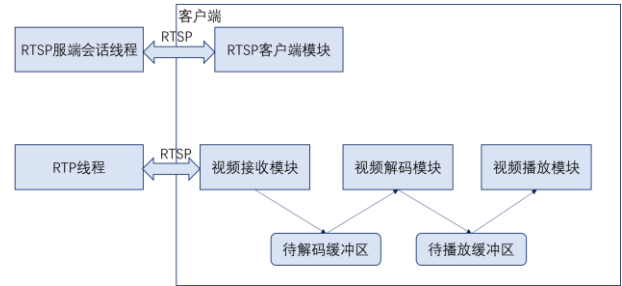 客户端
RTSP服端会话线程
RTSP
RTSP客户端模块
RTP线程
RTSP
视频接收模块
视频解码模块
视频播放模块
待解码缓冲区
待播放缓冲区